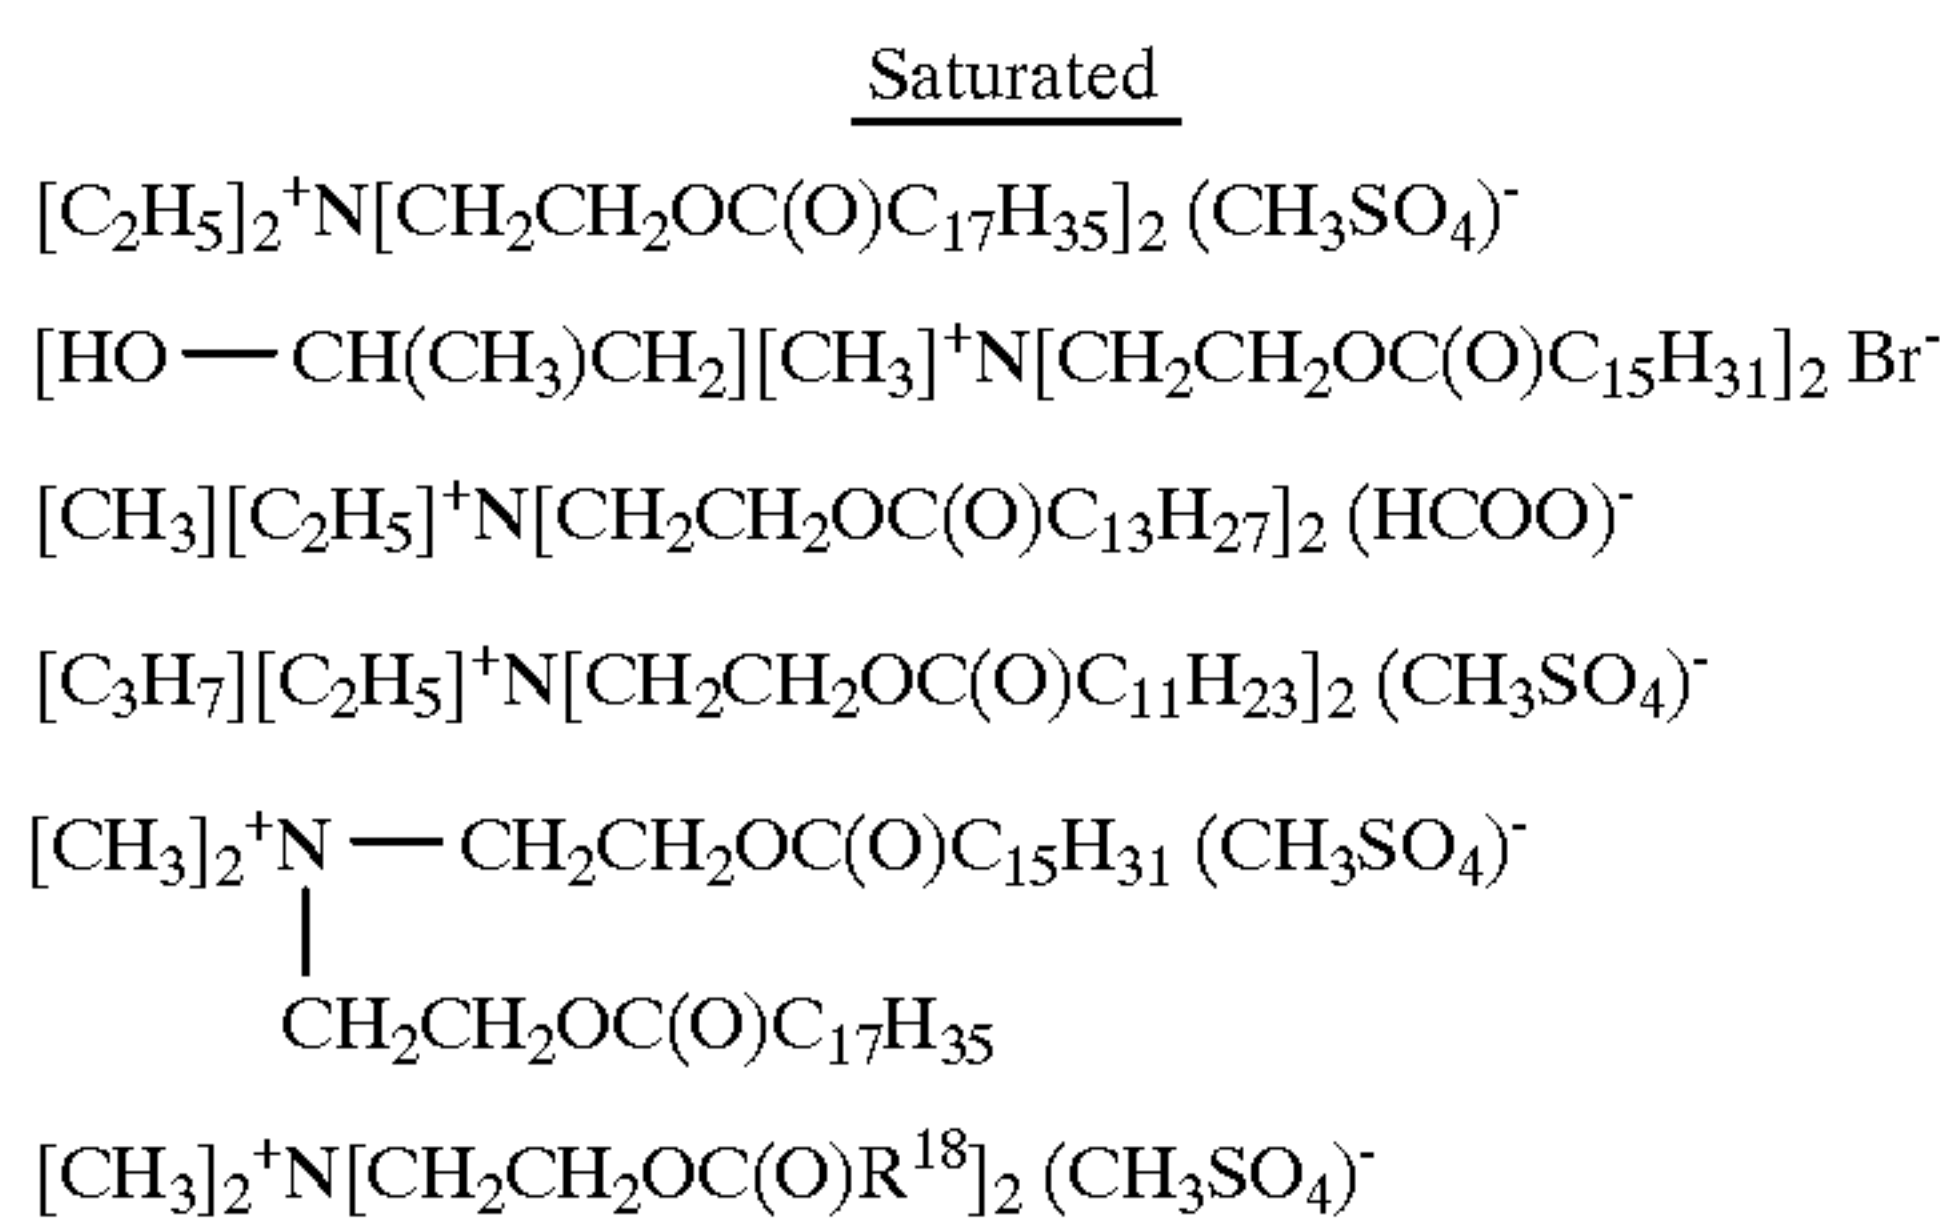 Saturated
[C₂H₅]₂⁺N[CH₂CH₂OC(O)C₁₇H₃₅]₂ (CH₃SO₄)⁻
[HO—CH(CH₃)CH₂][CH₃]⁺N[CH₂CH₂OC(O)C₁₅H₃₁]₂ Br⁻
[CH₃][C₂H₅]⁺N[CH₂CH₂OC(O)C₁₃H₂₇]₂ (HCOO)⁻
[C₃H₇][C₂H₅]⁺N[CH₂CH₂OC(O)C₁₁H₂₃]₂ (CH₃SO₄)⁻
[CH₃]₂⁺N—CH₂CH₂OC(O)C₁₅H₃₁ (CH₃SO₄)⁻
CH₂CH₂OC(O)C₁₇H₃₅
[CH₃]₂⁺N[CH₂CH₂OC(O)R¹⁸]₂ (CH₃SO₄)⁻